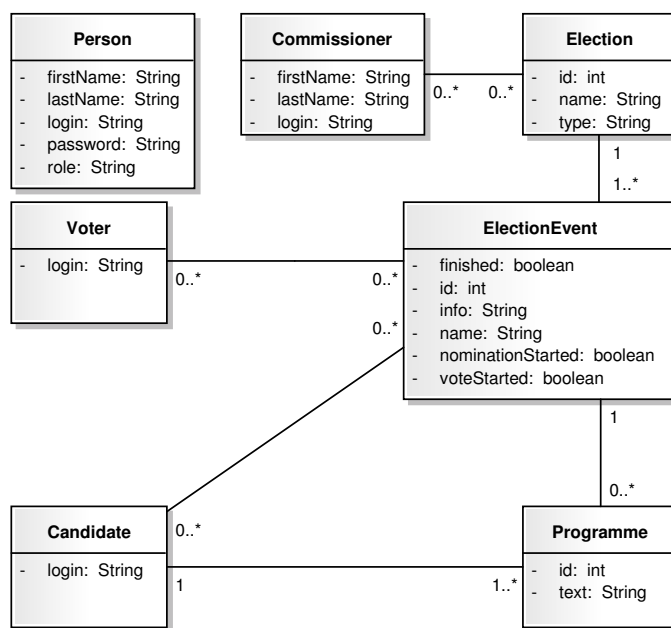 Person
- firstName: String
- lastName: String
- login: String
- password: String
- role: String
Commissioner
- firstName: String
- lastName: String
- login: String
0..*
0..*
Election
- id: int
- name: String
- type: String
1
1..*
Voter
- login: String
0..*
0..*
ElectionEvent
- finished: boolean
- id: int
- info: String
- name: String
- nominationStarted: boolean
- voteStarted: boolean
0..*
1
0..*
0..*
Candidate
- login: String
1
1..*
Programme
- id: int
- text: String